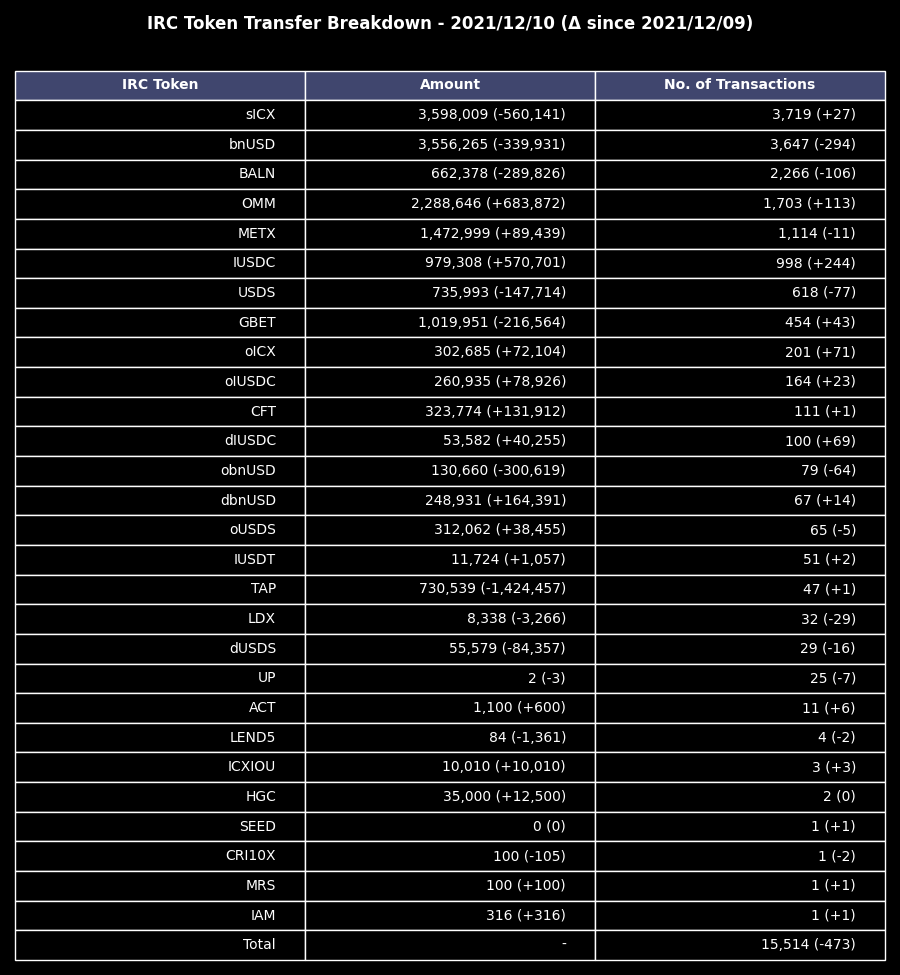 IRC Token Transfer Breakdown - 2021/12/10 (Δ since 2021/12/09)
IRC Token Amount No. of Transactions
sICX 3,598,009 (-560,141) 3,719 (+27)
bnUSD 3,556,265 (-339,931) 3,647 (-294)
BALN 662,378 (-289,826) 2,266 (-106)
OMM 2,288,646 (+683,872) 1,703 (+113)
METX 1,472,999 (+89,439) 1,114 (-11)
IUSDC 979,308 (+570,701) 998 (+244)
USDS 735,993 (-147,714) 618 (-77)
GBET 1,019,951 (-216,564) 454 (+43)
oICX 302,685 (+72,104) 201 (+71)
oIUSDC 260,935 (+78,926) 164 (+23)
CFT 323,774 (+131,912) 111 (+1)
dIUSDC 53,582 (+40,255) 100 (+69)
obnUSD 130,660 (-300,619) 79 (-64)
dbnUSD 248,931 (+164,391) 67 (+14)
oUSDS 312,062 (+38,455) 65 (-5)
IUSDT 11,724 (+1,057) 51 (+2)
TAP 730,539 (-1,424,457) 47 (+1)
LDX 8,338 (-3,266) 32 (-29)
dUSDS 55,579 (-84,357) 29 (-16)
UP 2 (-3) 25 (-7)
ACT 1,100 (+600) 11 (+6)
LEND5 84 (-1,361) 4 (-2)
ICXIOU 10,010 (+10,010) 3 (+3)
HGC 35,000 (+12,500) 2 (0)
SEED 0 (0) 1 (+1)
CRI10X 100 (-105) 1 (-2)
MRS 100 (+100) 1 (+1)
IAM 316 (+316) 1 (+1)
Total - 15,514 (-473)